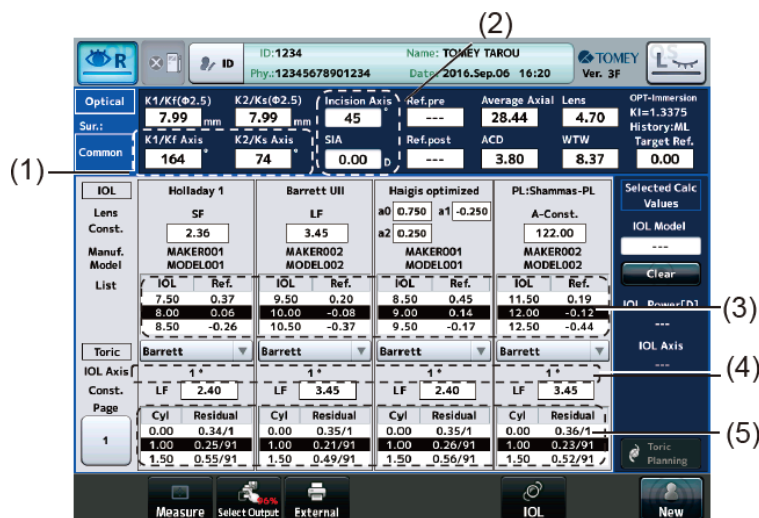 (2)
R
ID
ID:1234
Name: TOMEY TAROU
Phy.:12345678901234
Date: 2016.Sep.06 16:20
TOMEY
Ver. 3F
L
Optical
Sur.:
Common
K1/Kf(Φ2.5) K2/Ks(Φ2.5) Incision Axis Ref.pre Average Axial Lens
7.99 mm 7.99 mm 45 ° --- 28.44 4.70
OPT-Immersion
KI=1.3375
History:ML
Target Ref.
0.00
K1/Kf Axis K2/Ks Axis SIA Ref.post ACD WTW
164 ° 74 ° 0.00 D --- 3.80 8.37
(1)
IOL Holladay 1 Barrett UII Haigis optimized PL:Shammas-PL
Lens Const. SF LF a0 0.750 a1 -0.250 A-Const.
2.36 3.45 a2 0.250 122.00
Manuf. MAKER001 MAKER002 MAKER001 MAKER002
Model MODEL001 MODEL002 MODEL001 MODEL002
List IOL Ref. IOL Ref. IOL Ref. IOL Ref.
7.50 0.37 9.50 0.20 8.50 0.45 11.50 0.19
8.00 0.06 10.00 -0.08 9.00 0.14 12.00 -0.12
8.50 -0.26 10.50 -0.37 9.50 -0.17 12.50 -0.44
(3)
Toric Barrett Barrett Barrett Barrett
IOL Axis 1° 1° 1° 1°
(4)
Const. LF 2.40 LF 3.45 LF 2.40 LF 3.45
Page
1
Cyl Residual Cyl Residual Cyl Residual Cyl Residual
0.00 0.34/1 0.00 0.35/1 0.00 0.35/1 0.00 0.36/1
1.00 0.25/91 1.00 0.21/91 1.00 0.26/91 1.00 0.23/91
1.50 0.55/91 1.50 0.49/91 1.50 0.56/91 1.50 0.52/91
(5)
Selected Calc
Values
IOL Model
---
Clear
IOL Power[D]
---
IOL Axis
---
Toric
Planning
Measure
96%
Select Output
External
IOL
New